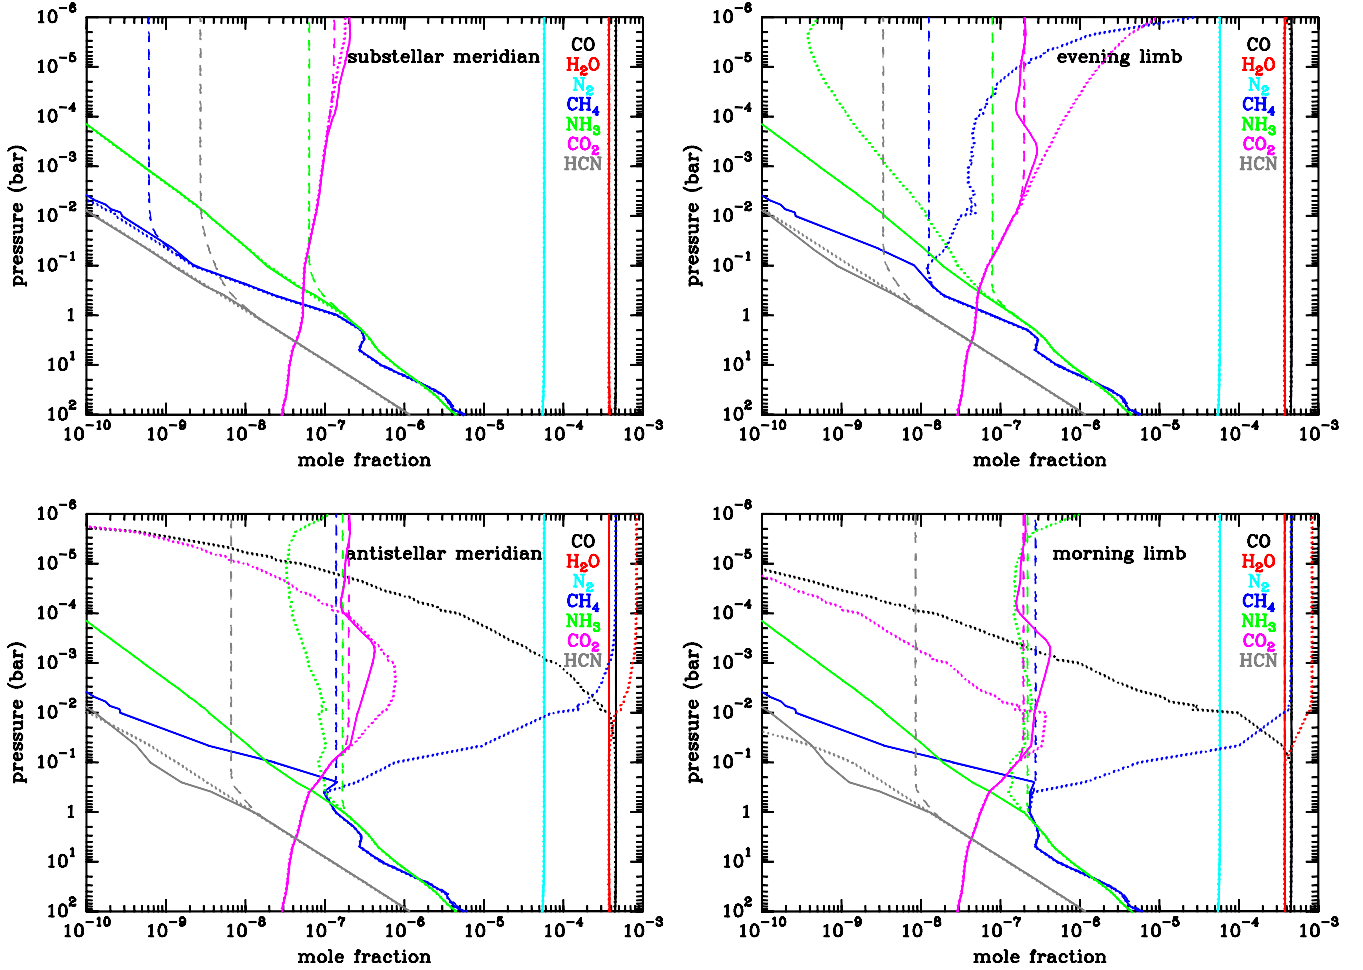 10⁻⁶
10⁻⁵
10⁻⁴
10⁻³
10⁻²
10⁻¹
1
10¹
10²
pressure (bar)
substellar meridian
CO
H₂O
N₂
CH₄
NH₃
CO₂
HCN
10⁻¹⁰ 10⁻⁹ 10⁻⁸ 10⁻⁷ 10⁻⁶ 10⁻⁵ 10⁻⁴ 10⁻³
mole fraction
10⁻⁶
10⁻⁵
10⁻⁴
10⁻³
10⁻²
10⁻¹
1
10¹
10²
pressure (bar)
evening limb
CO
H₂O
N₂
CH₄
NH₃
CO₂
HCN
10⁻¹⁰ 10⁻⁹ 10⁻⁸ 10⁻⁷ 10⁻⁶ 10⁻⁵ 10⁻⁴ 10⁻³
mole fraction
10⁻⁶
10⁻⁵
10⁻⁴
10⁻³
10⁻²
10⁻¹
1
10¹
10²
pressure (bar)
antistellar meridian
CO
H₂O
N₂
CH₄
NH₃
CO₂
HCN
10⁻¹⁰ 10⁻⁹ 10⁻⁸ 10⁻⁷ 10⁻⁶ 10⁻⁵ 10⁻⁴ 10⁻³
mole fraction
10⁻⁶
10⁻⁵
10⁻⁴
10⁻³
10⁻²
10⁻¹
1
10¹
10²
pressure (bar)
morning limb
CO
H₂O
N₂
CH₄
NH₃
CO₂
HCN
10⁻¹⁰ 10⁻⁹ 10⁻⁸ 10⁻⁷ 10⁻⁶ 10⁻⁵ 10⁻⁴ 10⁻³
mole fraction